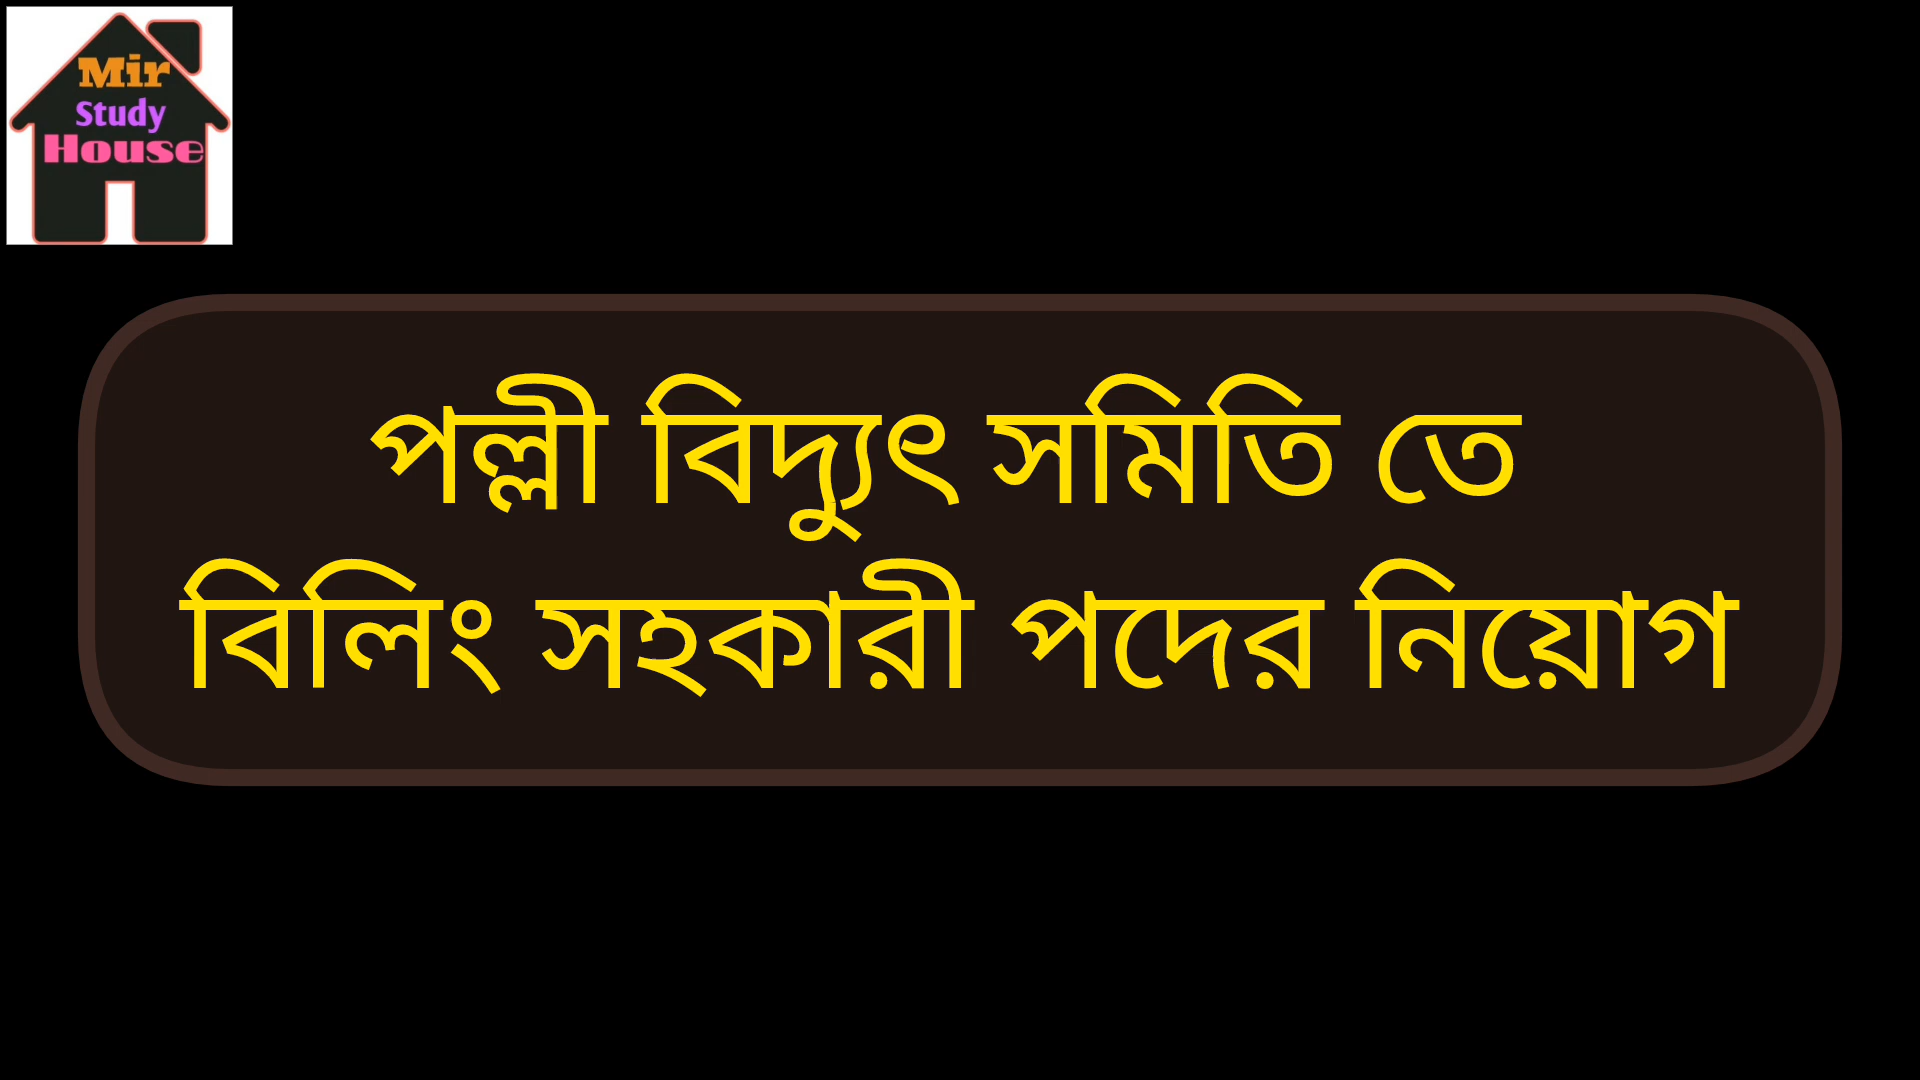 Mir
Study
House
পল্লী বিদ্যুৎ সমিতি তে
বিলিং সহকারী পদের নিয়োগ